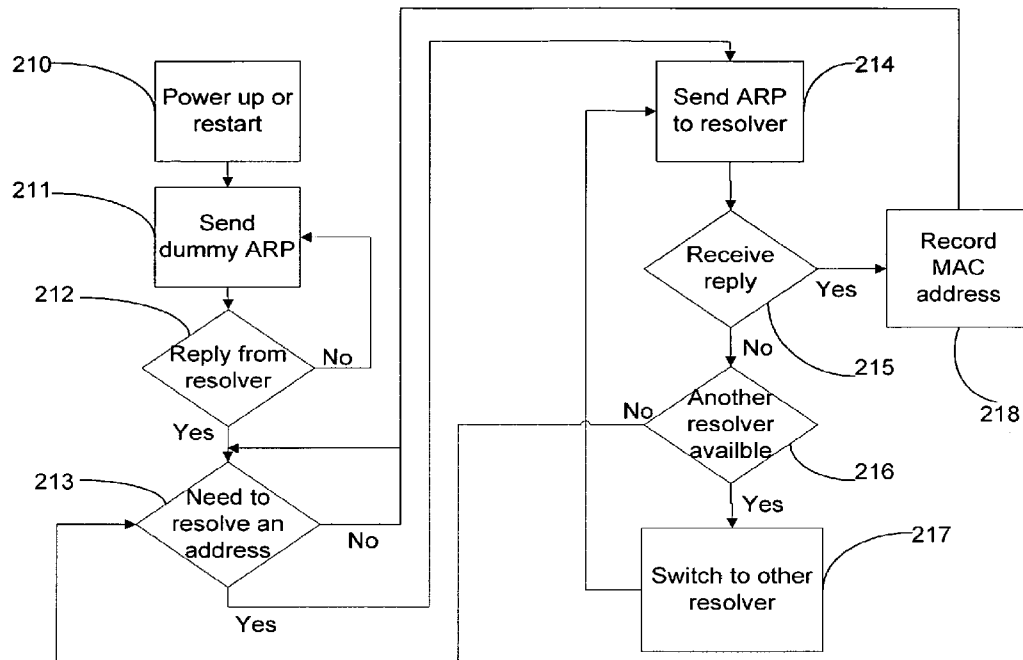 210
Power up or
restart
211
Send
dummy ARP
212
Reply from
resolver
No
Yes
213
Need to
resolve an
address
No
Yes
214
Send ARP
to resolver
Receive
reply
Yes
215
No
Record
MAC
address
218
Another
resolver
availble
No
216
Yes
217
Switch to other
resolver